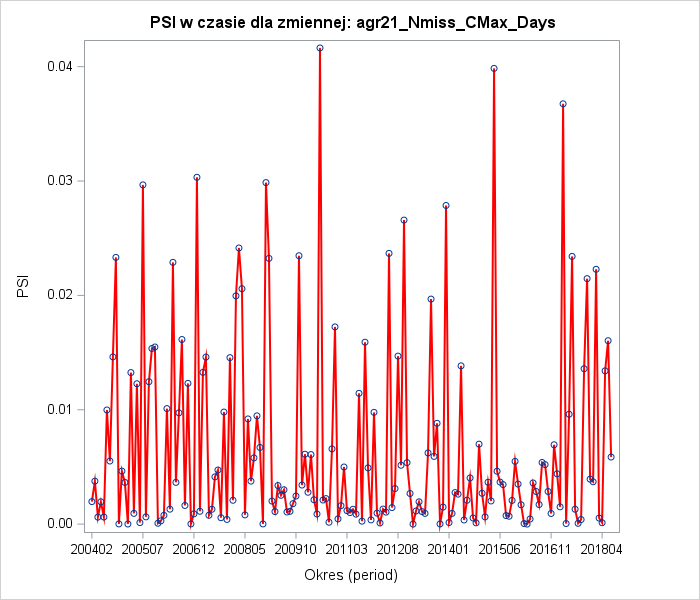 PSI w czasie dla zmiennej: agr21_Nmiss_CMax_Days
0.04
0.03
0.02
0.01
0.00
PSI
200402 200507 200612 200805 200910 201103 201208 201401 201506 201611 201804
Okres (period)